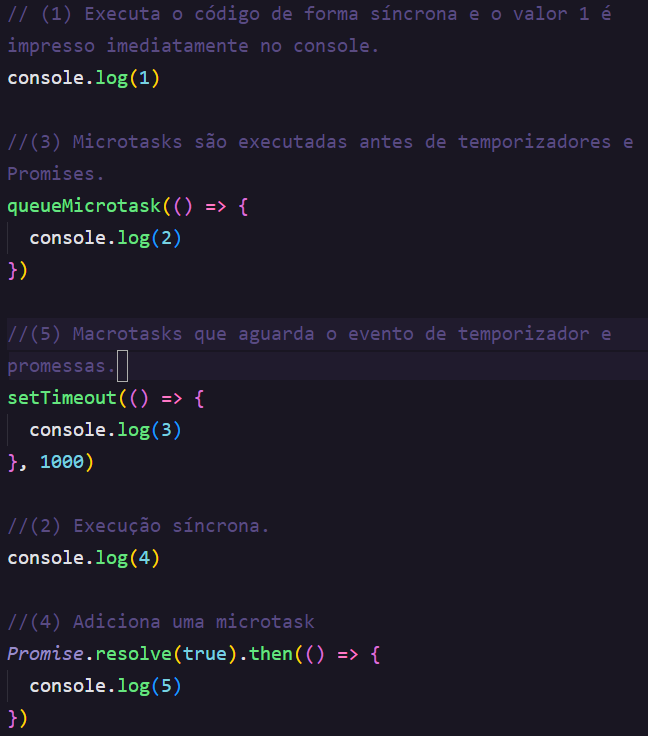 // (1) Executa o código de forma síncrona e o valor 1 é
impresso imediatamente no console.
console.log(1)
//(3) Microtasks são executadas antes de temporizadores e
Promises.
queueMicrotask(() => {
console.log(2)
})
//(5) Macrotasks que aguarda o evento de temporizador e
promessas.
setTimeout(() => {
console.log(3)
}, 1000)
//(2) Execução síncrona.
console.log(4)
//(4) Adiciona uma microtask
Promise.resolve(true).then(() => {
console.log(5)
})